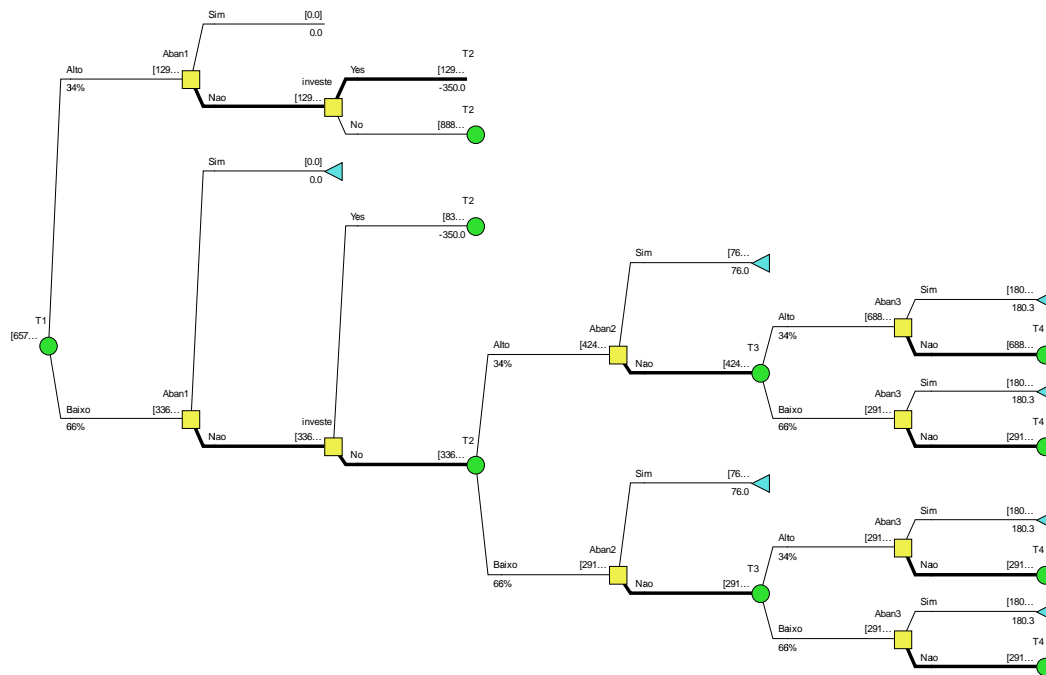 Sim [0.0]
0.0
Aban1
Alto [129...
34%
T2
investe
Yes [129...
-350.0
Nao [129...
T2
No [888...
Sim [0.0]
0.0
T2
Yes [83...
-350.0
T1
[657...
Aban1
Baixo [336...
66%
investe
Nao [336...
T2
No [336...
Sim [76...
76.0
Aban2
Alto [424...
34%
T3
Nao [424...
Sim [180...
180.3
Aban3
Alto [688...
34%
T4
Nao [688...
Sim [180...
180.3
Aban3
Baixo [291...
66%
T4
Nao [291...
Sim [76...
76.0
Aban2
Baixo [291...
66%
T3
Nao [291...
Sim [180...
180.3
Aban3
Alto [291...
34%
T4
Nao [291...
Sim [180...
180.3
Aban3
Baixo [291...
66%
T4
Nao [291...